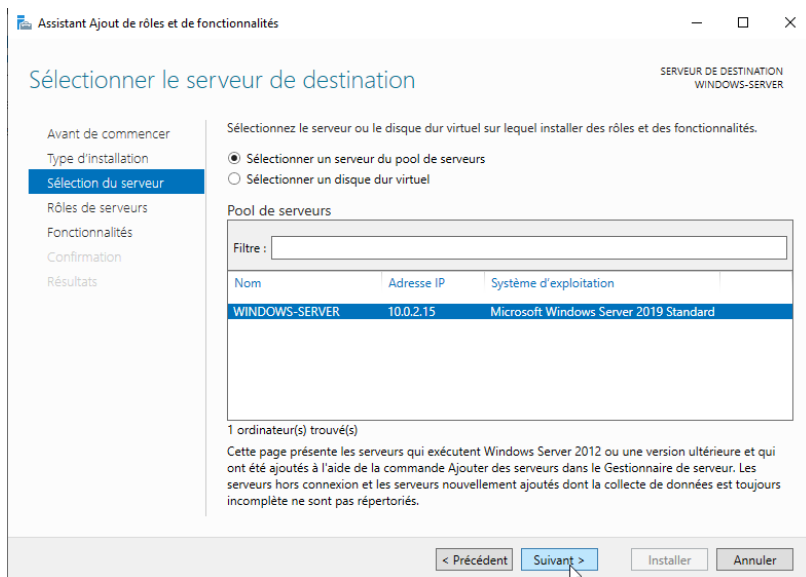 Assistant Ajout de rôles et de fonctionnalités
Sélectionner le serveur de destination
SERVEUR DE DESTINATION
WINDOWS-SERVER
Avant de commencer
Type d'installation
Sélection du serveur
Rôles de serveurs
Fonctionnalités
Confirmation
Résultats
Sélectionnez le serveur ou le disque dur virtuel sur lequel installer des rôles et des fonctionnalités.
Sélectionner un serveur du pool de serveurs
Sélectionner un disque dur virtuel
Pool de serveurs
Filtre :
Nom Adresse IP Système d'exploitation
WINDOWS-SERVER 10.0.2.15 Microsoft Windows Server 2019 Standard
1 ordinateur(s) trouvé(s)
Cette page présente les serveurs qui exécutent Windows Server 2012 ou une version ultérieure et qui
ont été ajoutés à l'aide de la commande Ajouter des serveurs dans le Gestionnaire de serveur. Les
serveurs hors connexion et les serveurs nouvellement ajoutés dont la collecte de données est toujours
incomplète ne sont pas répertoriés.
< Précédent Suivant > Installer Annuler